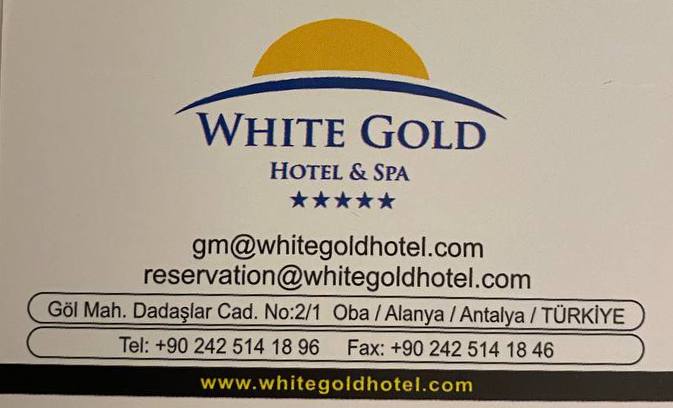 WHITE GOLD
HOTEL & SPA
gm@whitegoldhotel.com
reservation@whitegoldhotel.com
Göl Mah. Dadaşlar Cad. No:2/1 Oba / Alanya / Antalya / TÜRKİYE
Tel: +90 242 514 18 96 Fax: +90 242 514 18 46
www.whitegoldhotel.com